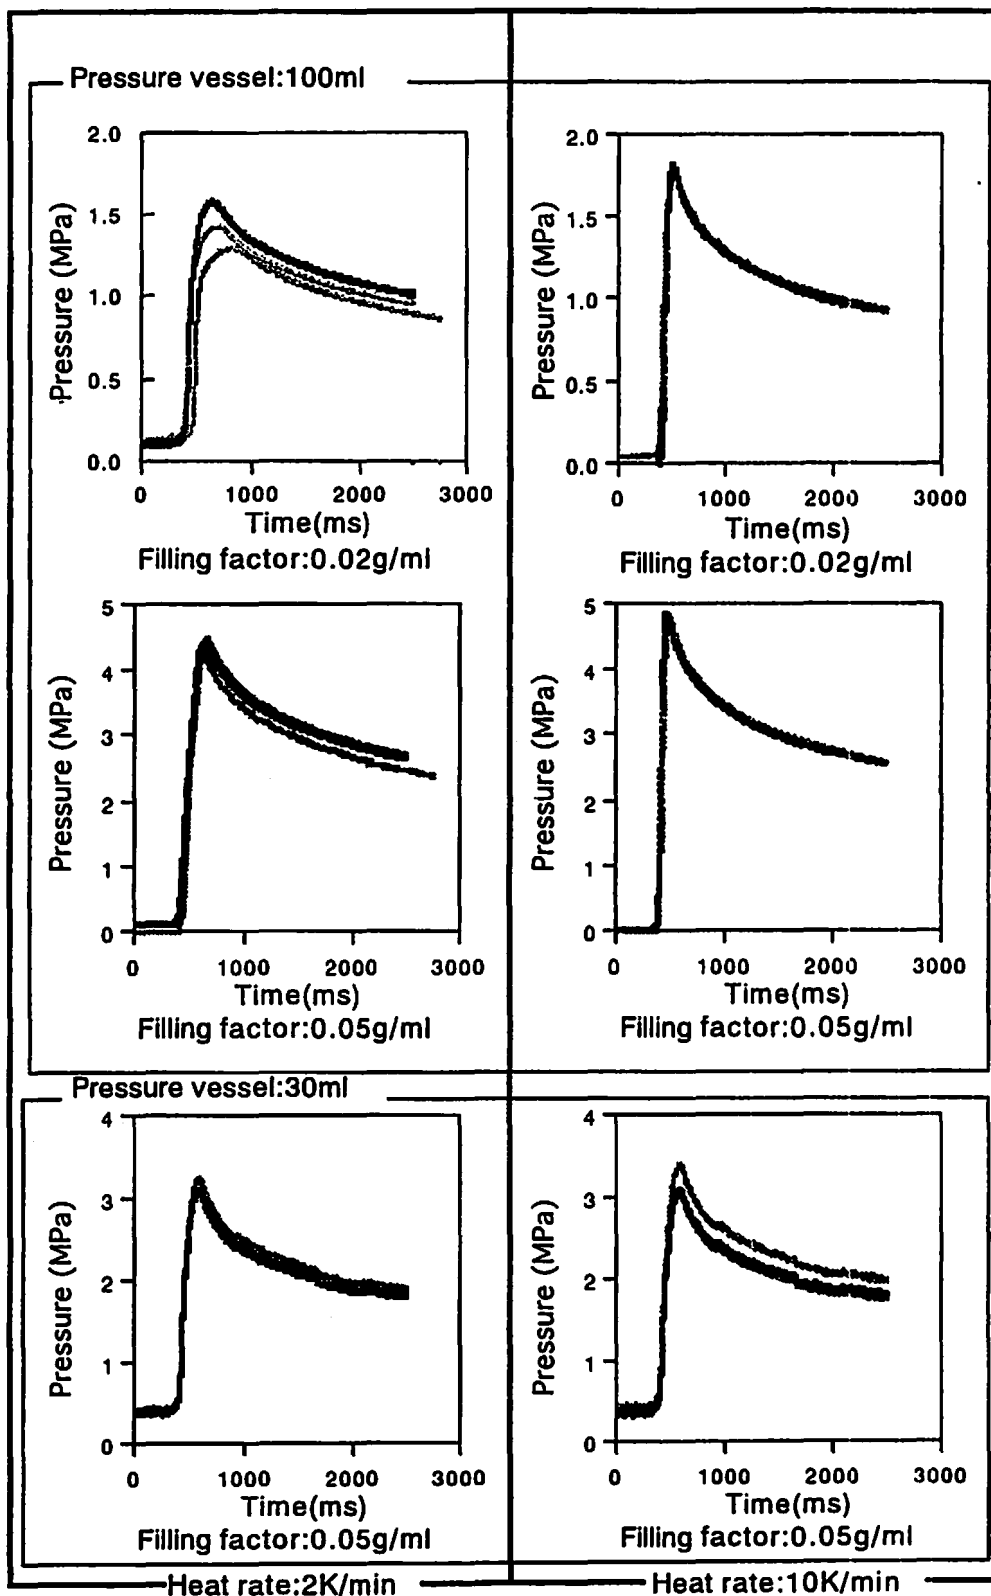 Pressure vessel:100ml
Pressure (MPa)
2.0
1.5
1.0
0.5
0.0
0 1000 2000 3000
Time(ms)
Filling factor:0.02g/ml
Pressure (MPa)
2.0
1.5
1.0
0.5
0.0
0 1000 2000 3000
Time(ms)
Filling factor:0.02g/ml
Pressure (MPa)
5
4
3
2
1
0
0 1000 2000 3000
Time(ms)
Filling factor:0.05g/ml
Pressure (MPa)
5
4
3
2
1
0
0 1000 2000 3000
Time(ms)
Filling factor:0.05g/ml
Pressure vessel:30ml
Pressure (MPa)
4
3
2
1
0
0 1000 2000 3000
Time(ms)
Filling factor:0.05g/ml
Pressure (MPa)
4
3
2
1
0
0 1000 2000 3000
Time(ms)
Filling factor:0.05g/ml
Heat rate:2K/min
Heat rate:10K/min